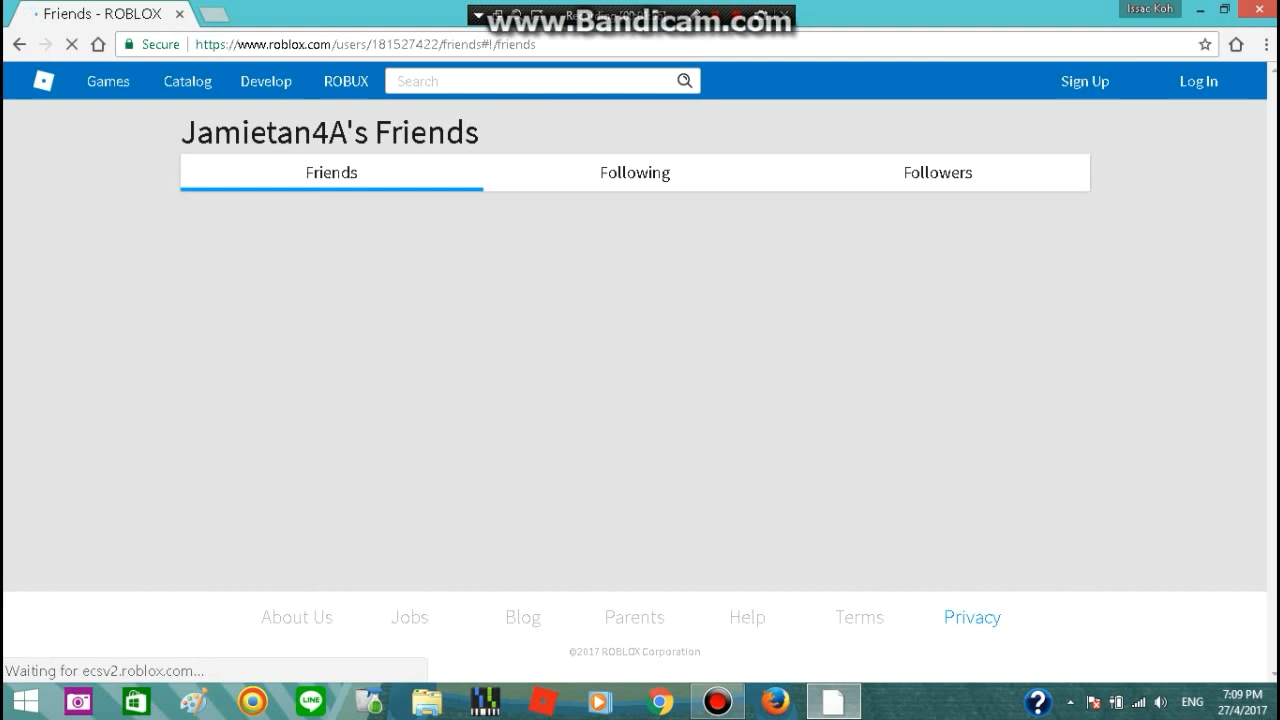 Friends - ROBLOX
www.Bandicam.com
Issac Koh
Secure
https://www.roblox.com/users/181527422/friends#!/friends
Games
Catalog
Develop
ROBUX
Search
Sign Up
Log In
Jamietan4A's Friends
Friends
Following
Followers
About Us
Jobs
Blog
Parents
Help
Terms
Privacy
©2017 ROBLOX Corporation
Waiting for ecsv2.roblox.com...
LINE
ENG
7:09 PM
27/4/2017